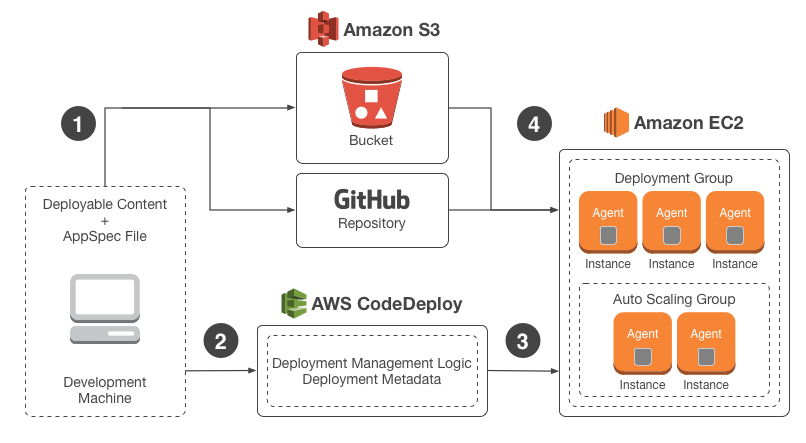 Amazon S3
Bucket
1
4
Amazon EC2
GitHub
Repository
Deployable Content
+
AppSpec File
Development
Machine
2
AWS CodeDeploy
Deployment Management Logic
Deployment Metadata
3
Deployment Group
Agent Agent Agent
Instance Instance Instance
Auto Scaling Group
Agent Agent
Instance Instance